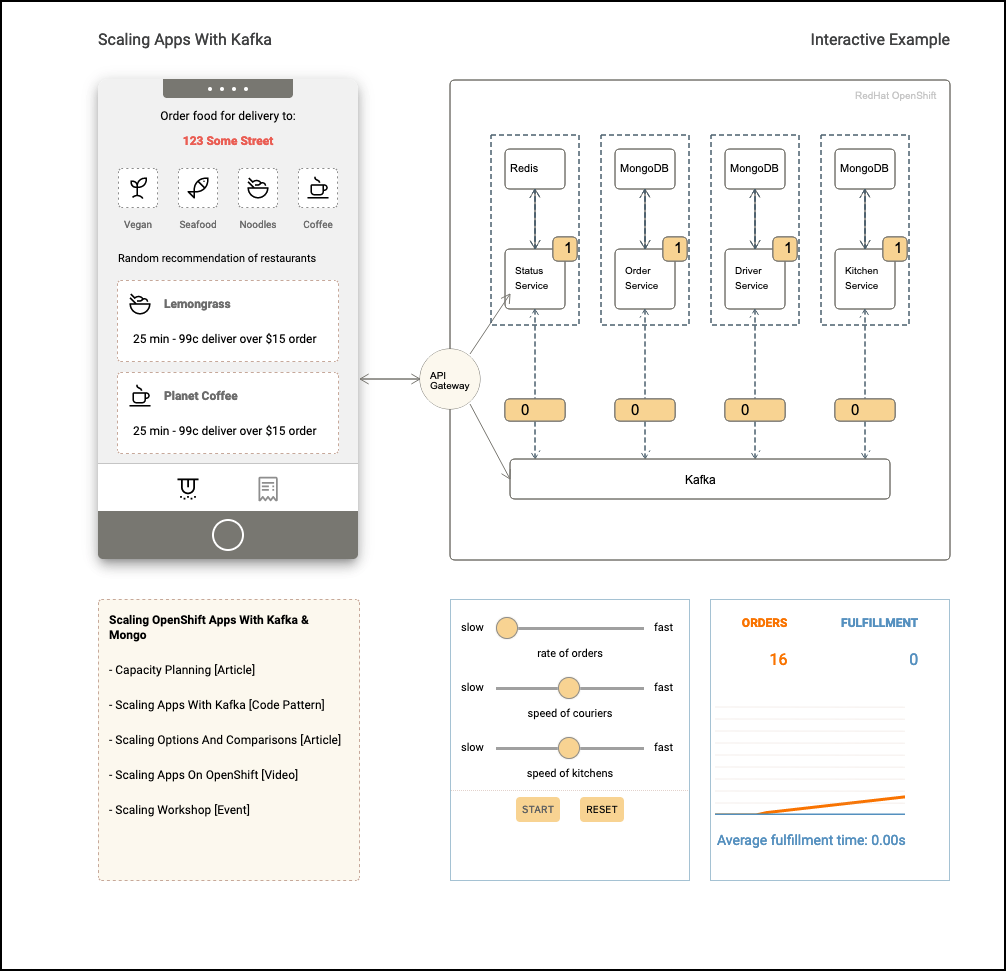 Scaling Apps With Kafka
Interactive Example
Order food for delivery to:
123 Some Street
Vegan
Seafood
Noodles
Coffee
Random recommendation of restaurants
Lemongrass
25 min - 99c deliver over $15 order
Planet Coffee
25 min - 99c deliver over $15 order
RedHat OpenShift
Redis
MongoDB
MongoDB
MongoDB
1
1
1
1
Status
Service
Order
Service
Driver
Service
Kitchen
Service
API
Gateway
0
0
0
0
Kafka
Scaling OpenShift Apps With Kafka &
Mongo
- Capacity Planning [Article]
- Scaling Apps With Kafka [Code Pattern]
- Scaling Options And Comparisons [Article]
- Scaling Apps On OpenShift [Video]
- Scaling Workshop [Event]
slow
fast
rate of orders
slow
fast
speed of couriers
slow
fast
speed of kitchens
START
RESET
ORDERS
FULFILLMENT
16
0
Average fulfillment time: 0.00s